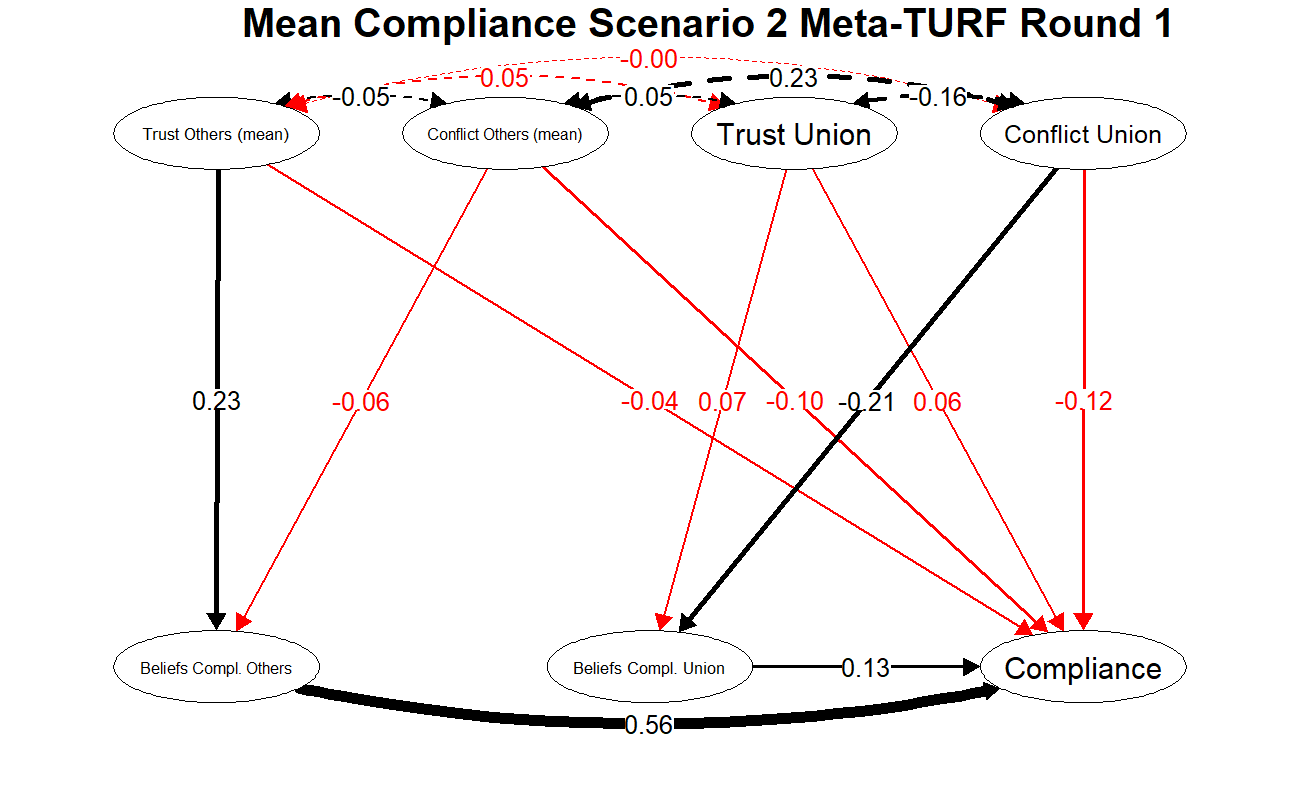 Mean Compliance Scenario 2 Meta-TURF Round 1
-0.00
0.05
0.23
-0.05
0.05
-0.16
Trust Others (mean)
Conflict Others (mean)
Trust Union
Conflict Union
0.23
-0.06
-0.04
0.07
-0.10
-0.21
0.06
-0.12
Beliefs Compl. Others
Beliefs Compl. Union
0.13
Compliance
0.56